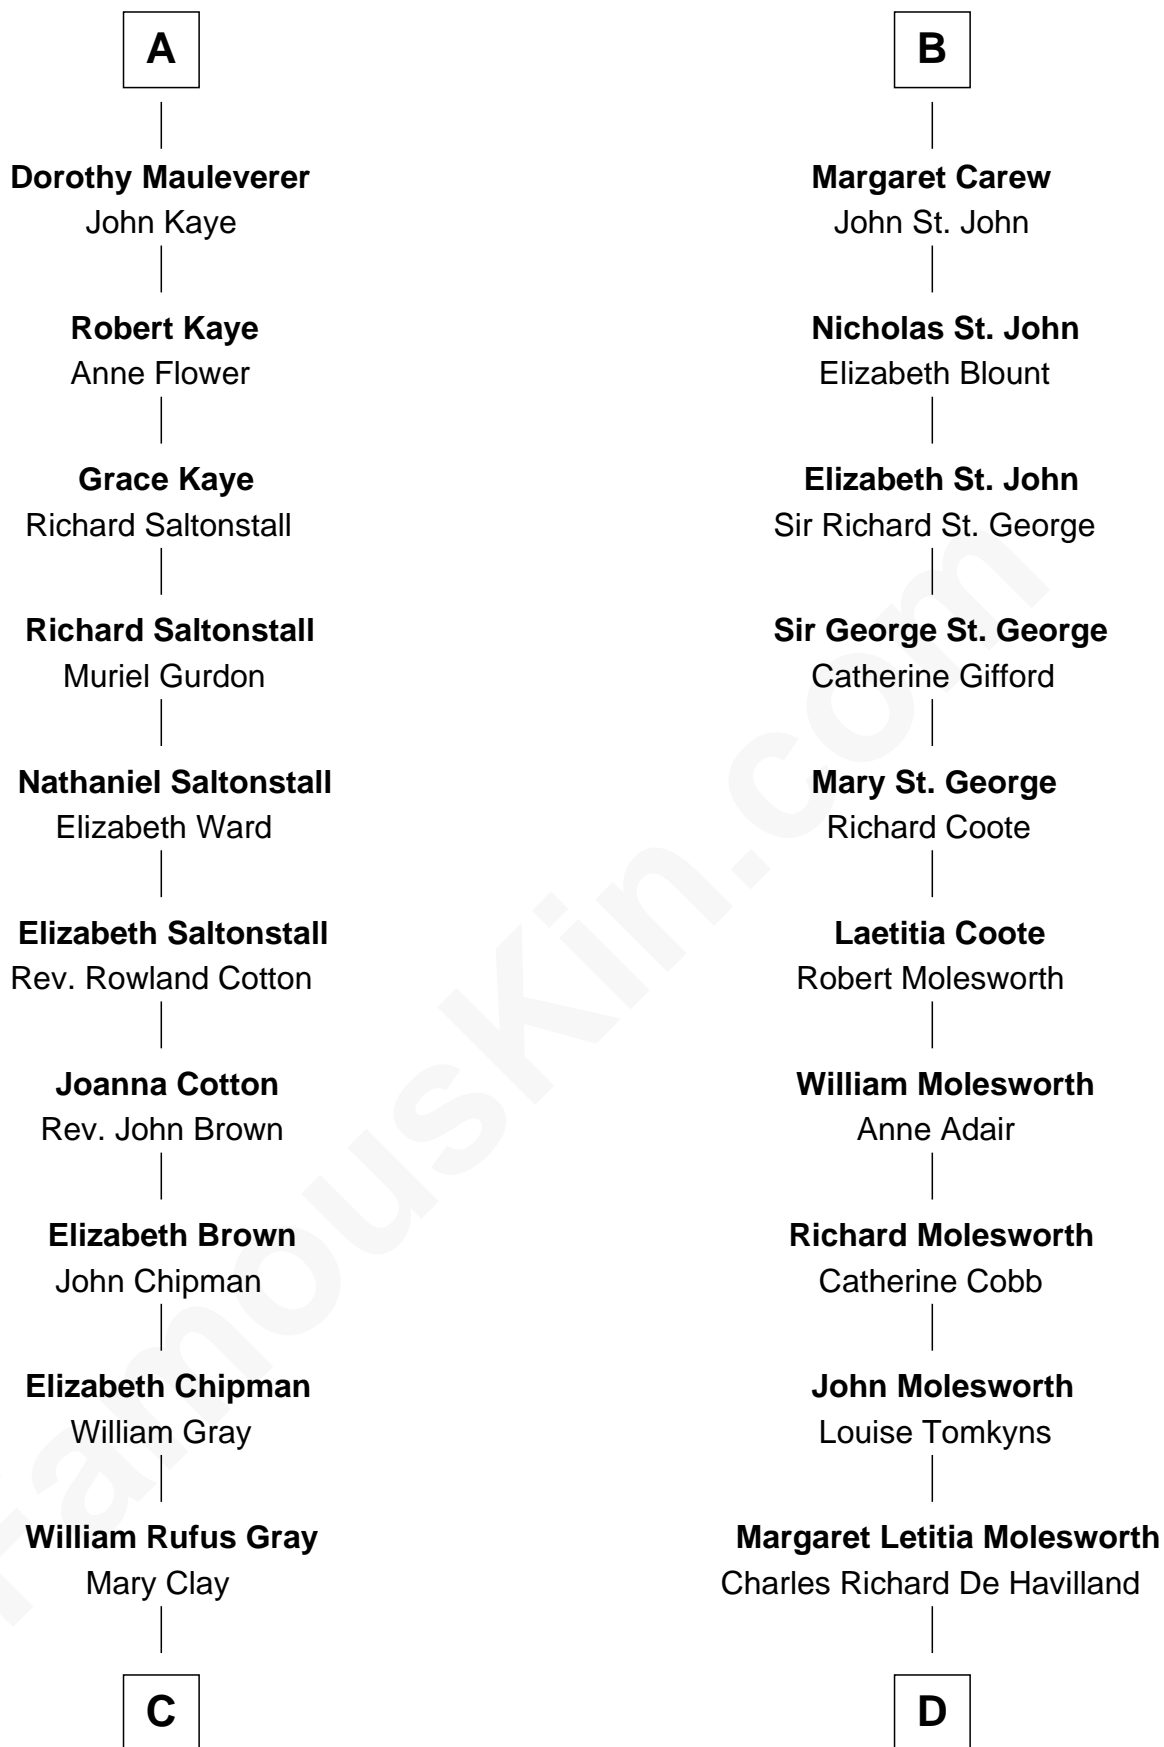 A
B
Dorothy Mauleverer
John Kaye
Margaret Carew
John St. John
Robert Kaye
Anne Flower
Nicholas St. John
Elizabeth Blount
Grace Kaye
Richard Saltonstall
Elizabeth St. John
Sir Richard St. George
Richard Saltonstall
Muriel Gurdon
Sir George St. George
Catherine Gifford
Nathaniel Saltonstall
Elizabeth Ward
Mary St. George
Richard Coote
Elizabeth Saltonstall
Rev. Rowland Cotton
Laetitia Coote
Robert Molesworth
Joanna Cotton
Rev. John Brown
William Molesworth
Anne Adair
Elizabeth Brown
John Chipman
Richard Molesworth
Catherine Cobb
Elizabeth Chipman
William Gray
John Molesworth
Louise Tomkyns
William Rufus Gray
Mary Clay
Margaret Letitia Molesworth
Charles Richard De Havilland
C
D
FamousKin.com